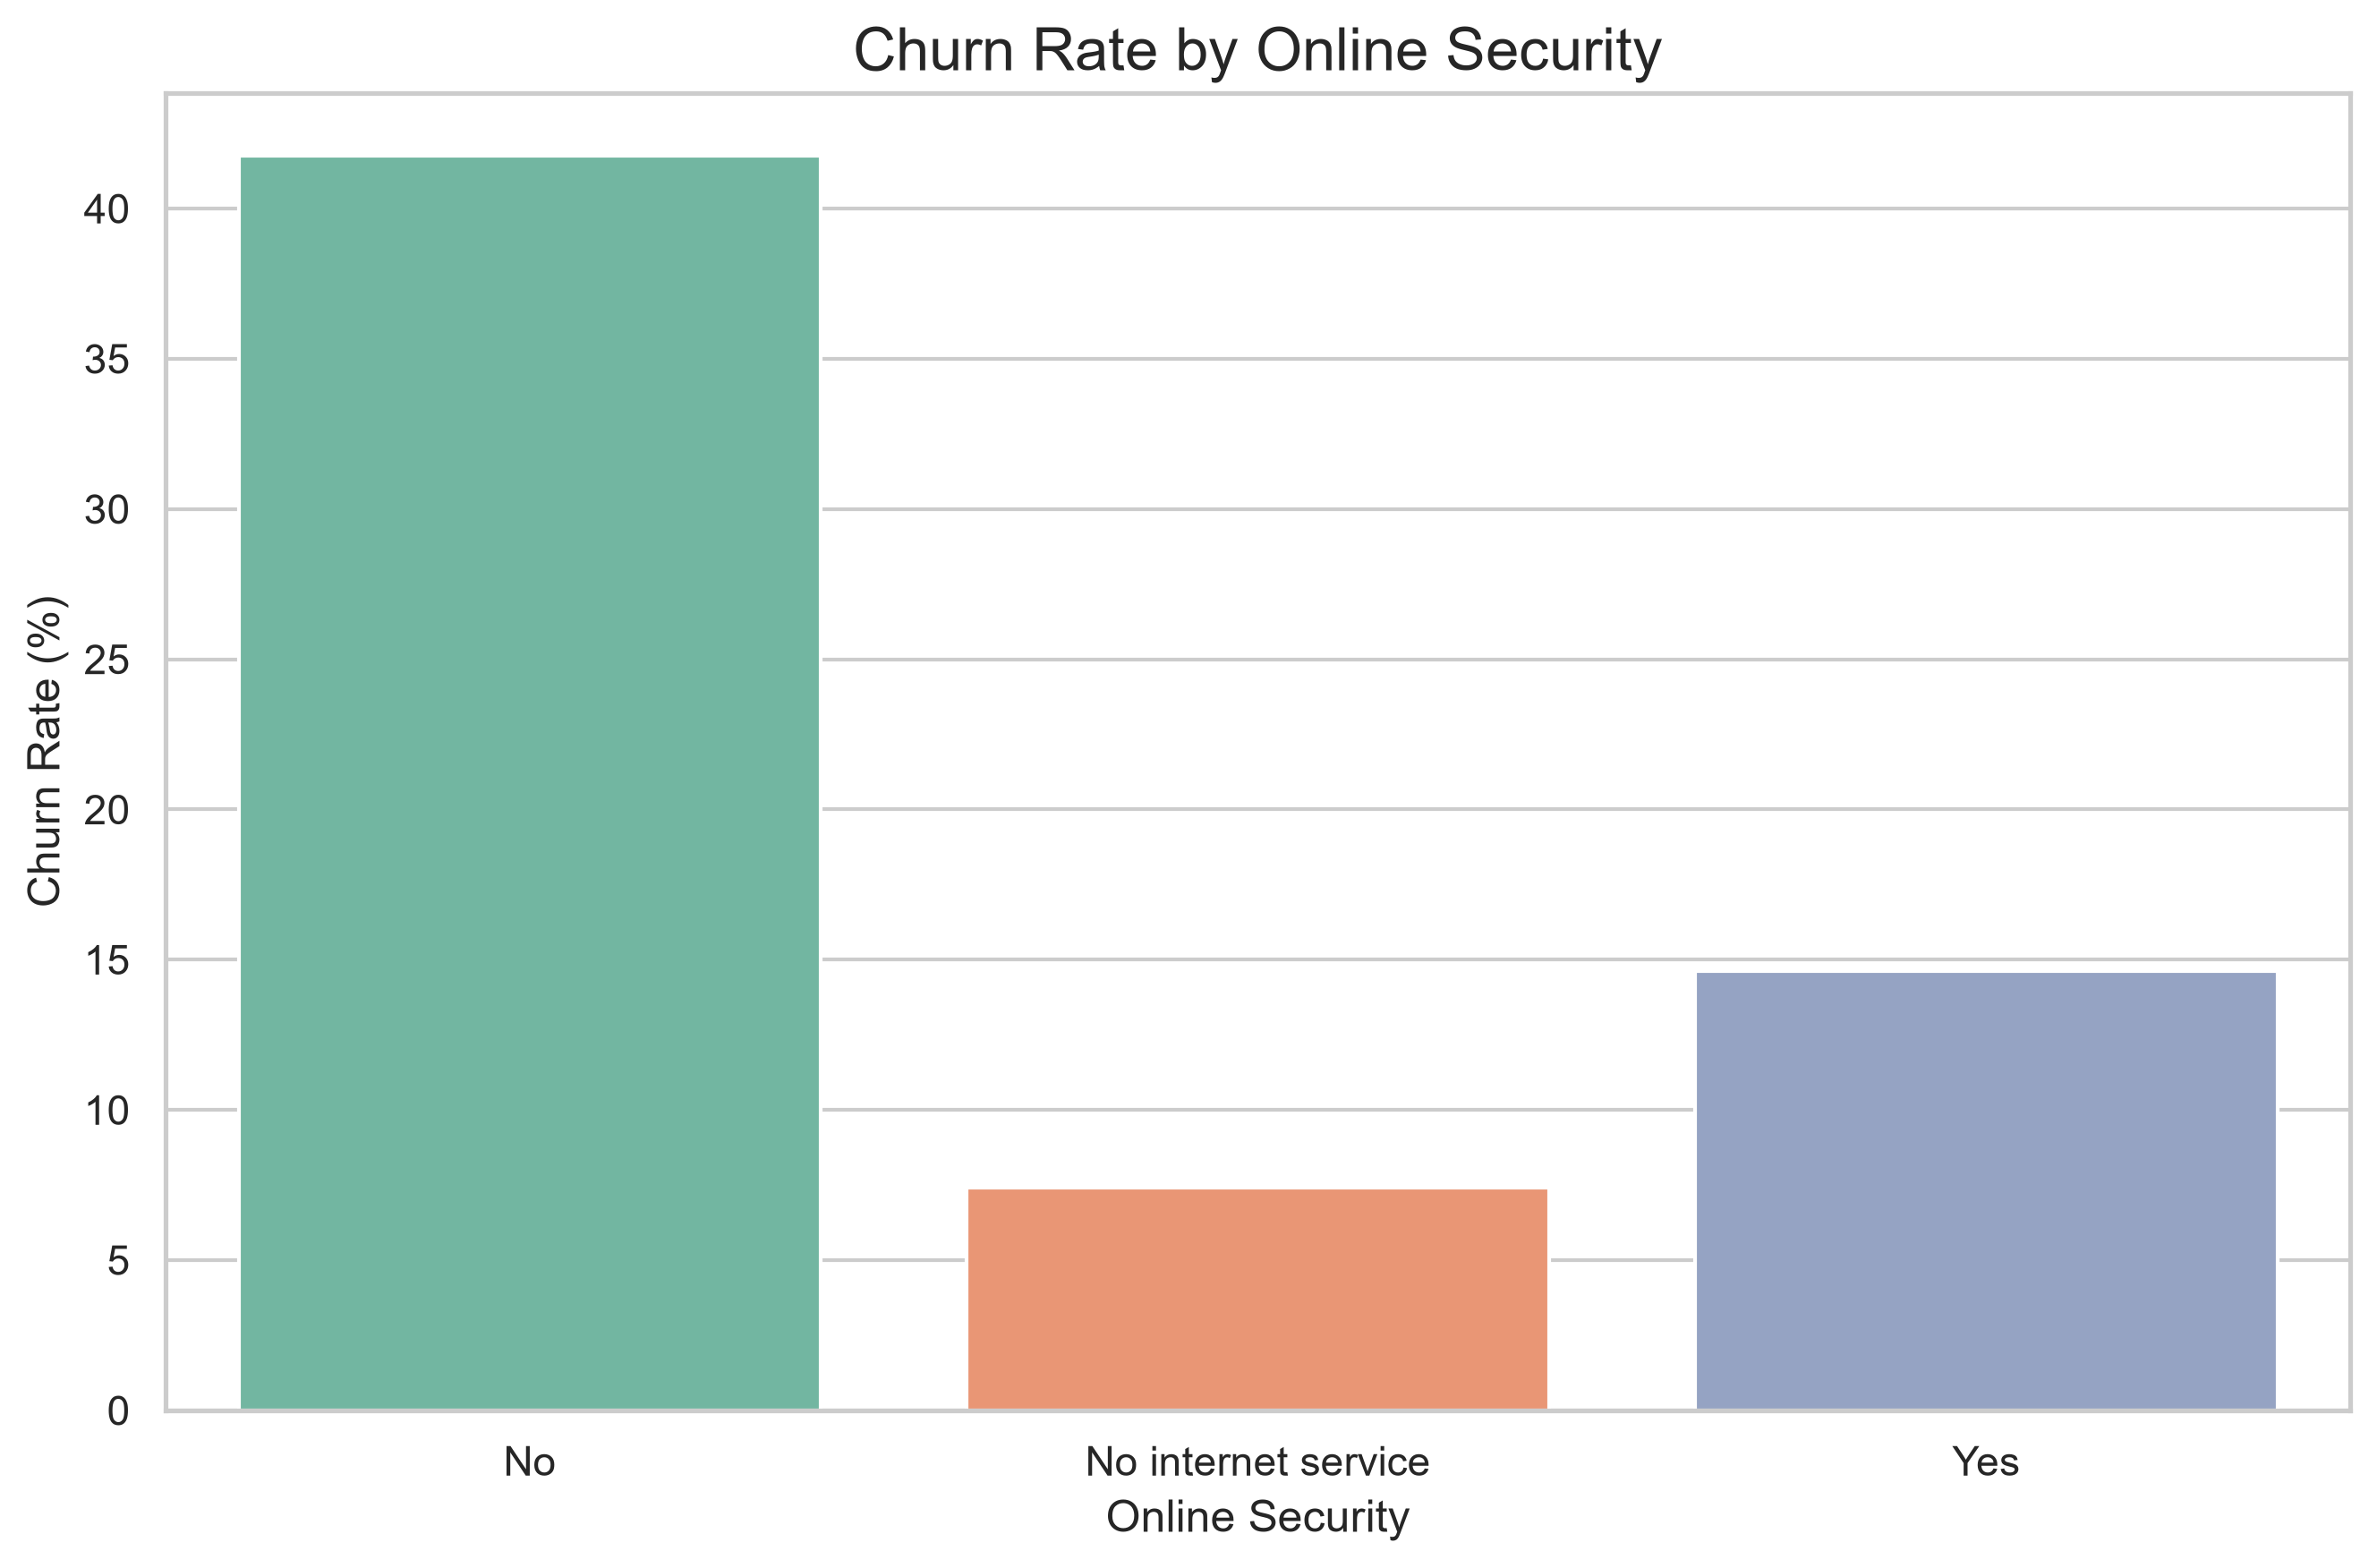 Churn Rate by Online Security
Churn Rate (%)
40
35
30
25
20
15
10
5
0
No
No internet service
Yes
Online Security